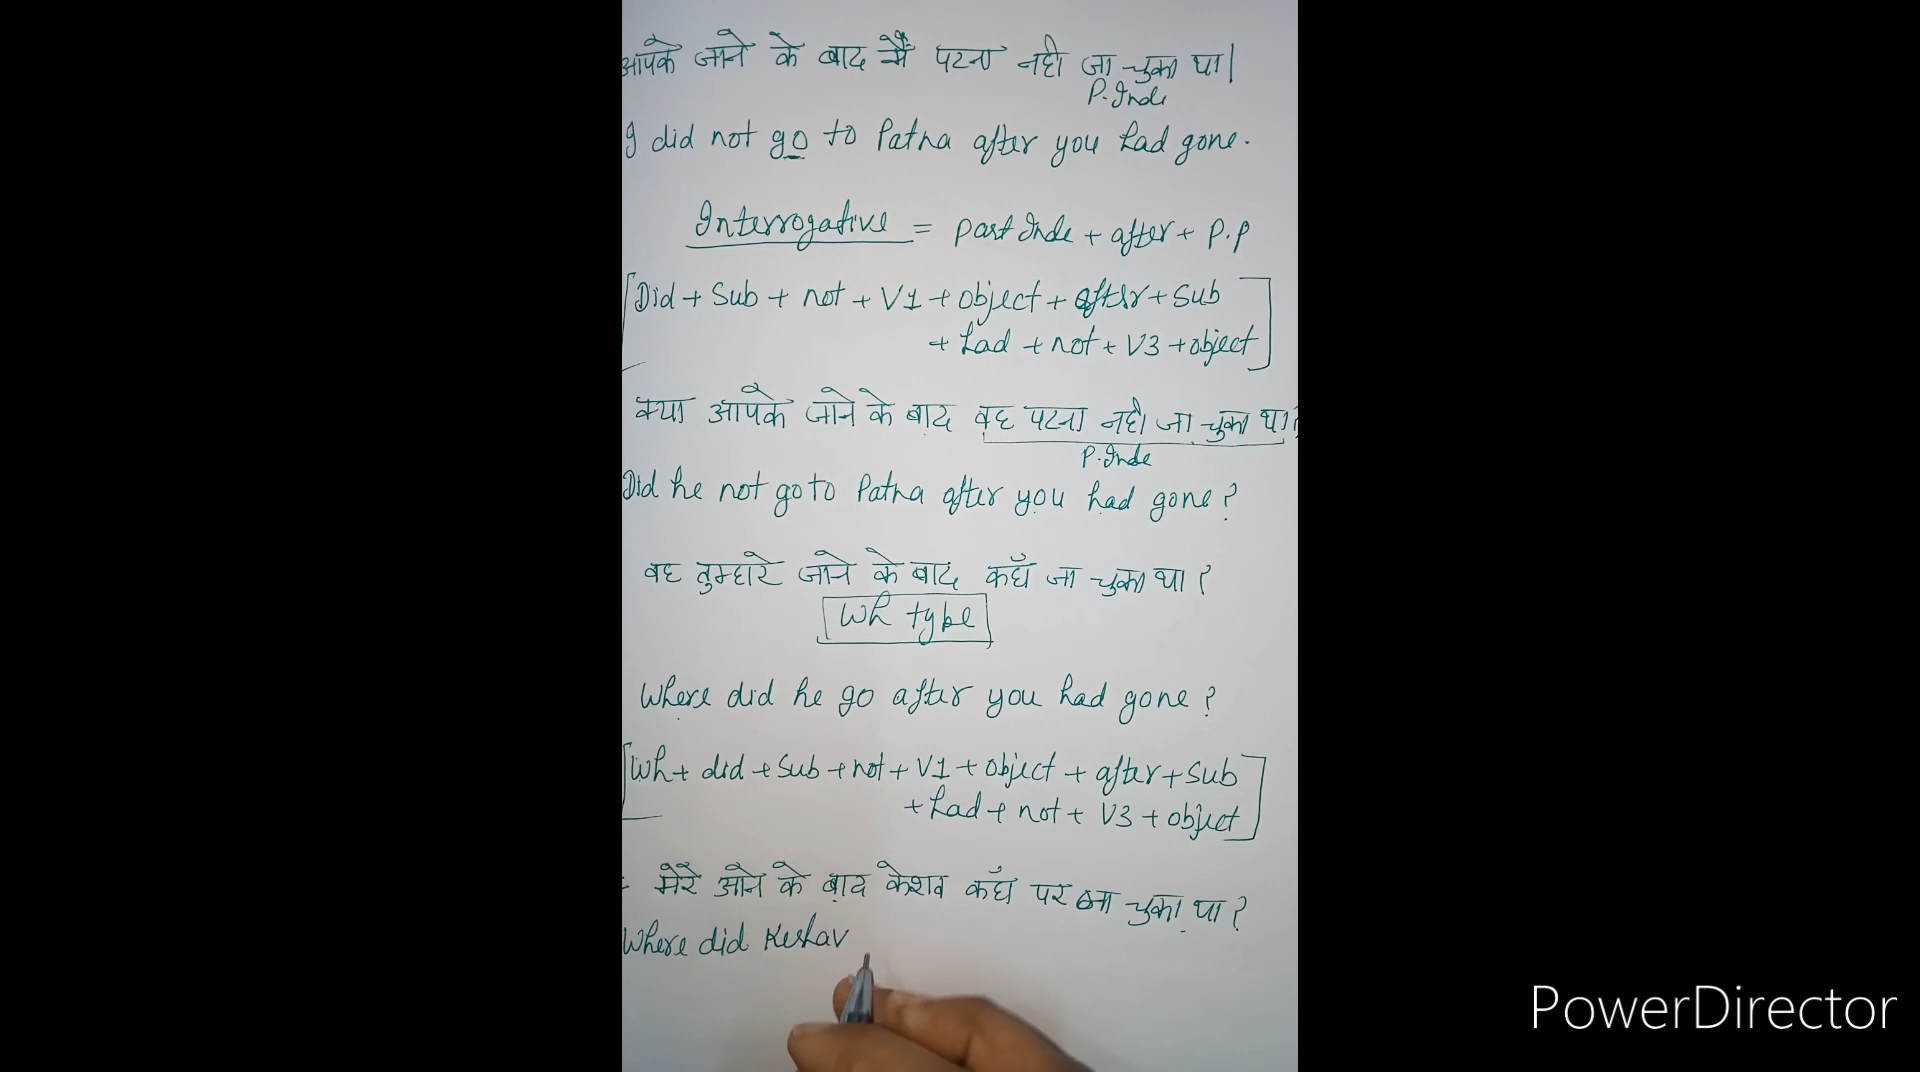 आपके जाने के बाद मैं पटना नहीं जा चुका था।
P. Inde
I did not go to Patna after you had gone.
Interrogative = past Inde + after + P.P
[Did + Sub + not + V1 + object + after + Sub
+ had + not + V3 + object]
क्या आपके जाने के बाद वह पटना नहीं जा चुका था?
P. Inde
Did he not go to Patna after you had gone?
वह तुम्हारे जाने के बाद कहाँ जा चुका था?
Wh type
Where did he go after you had gone?
[Wh + did + Sub + not + V1 + object + after + Sub
+ had + not + V3 + object]
मेरे आने के बाद केशव कहाँ पर जा चुका था?
Where did Keshav
PowerDirector